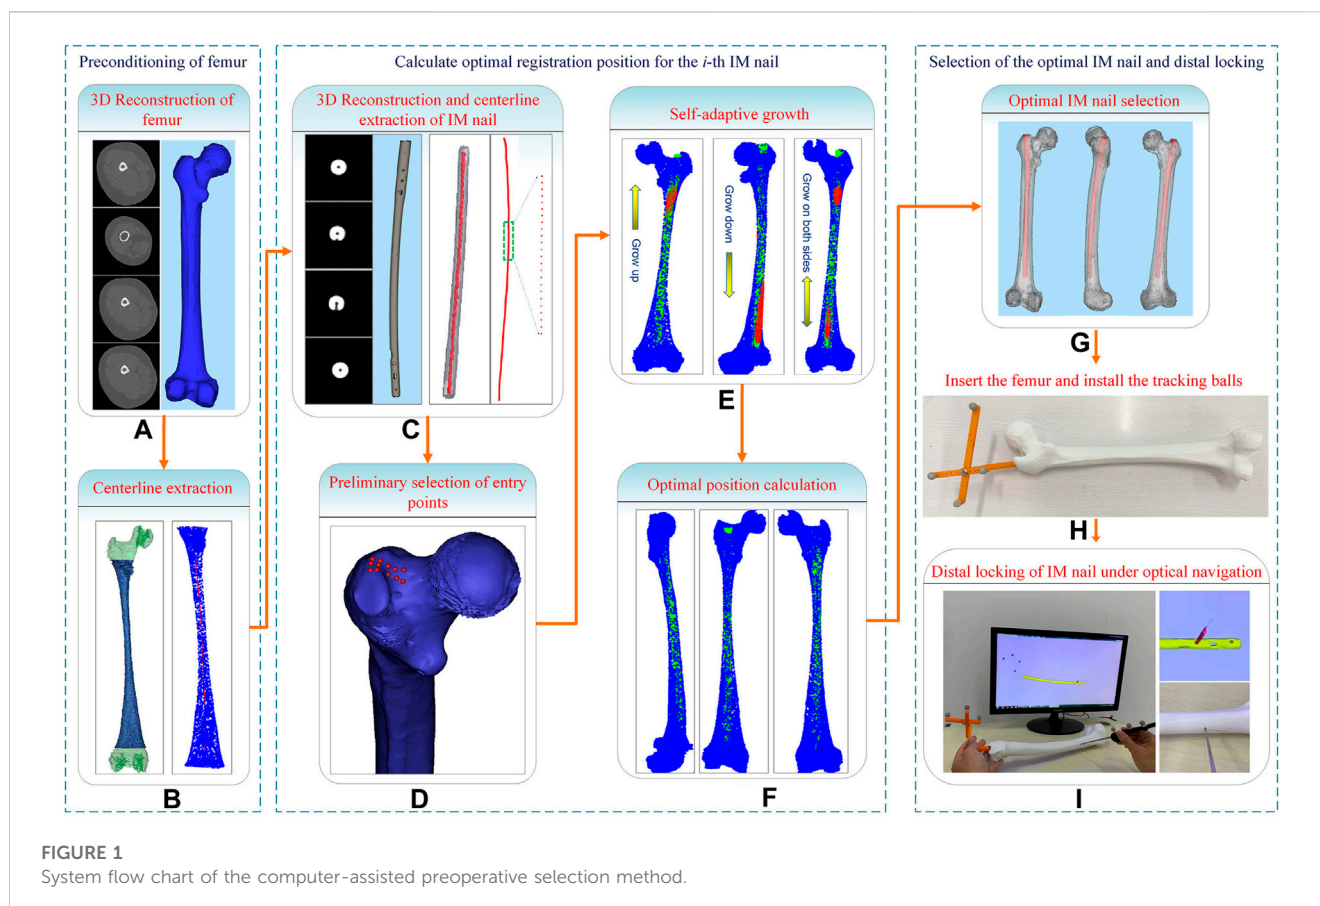 Preconditioning of femur
3D Reconstruction of
femur
A
Centerline extraction
B
Calculate optimal registration position for the i-th IM nail
3D Reconstruction and centerline
extraction of IM nail
C
Preliminary selection of entry
points
D
Self-adaptive growth
Grow up
Grow down
Grow on both sides
E
Optimal position calculation
F
Selection of the optimal IM nail and distal locking
Optimal IM nail selection
G
Insert the femur and install the tracking balls
H
Distal locking of IM nail under optical navigation
I
FIGURE 1
System flow chart of the computer-assisted preoperative selection method.